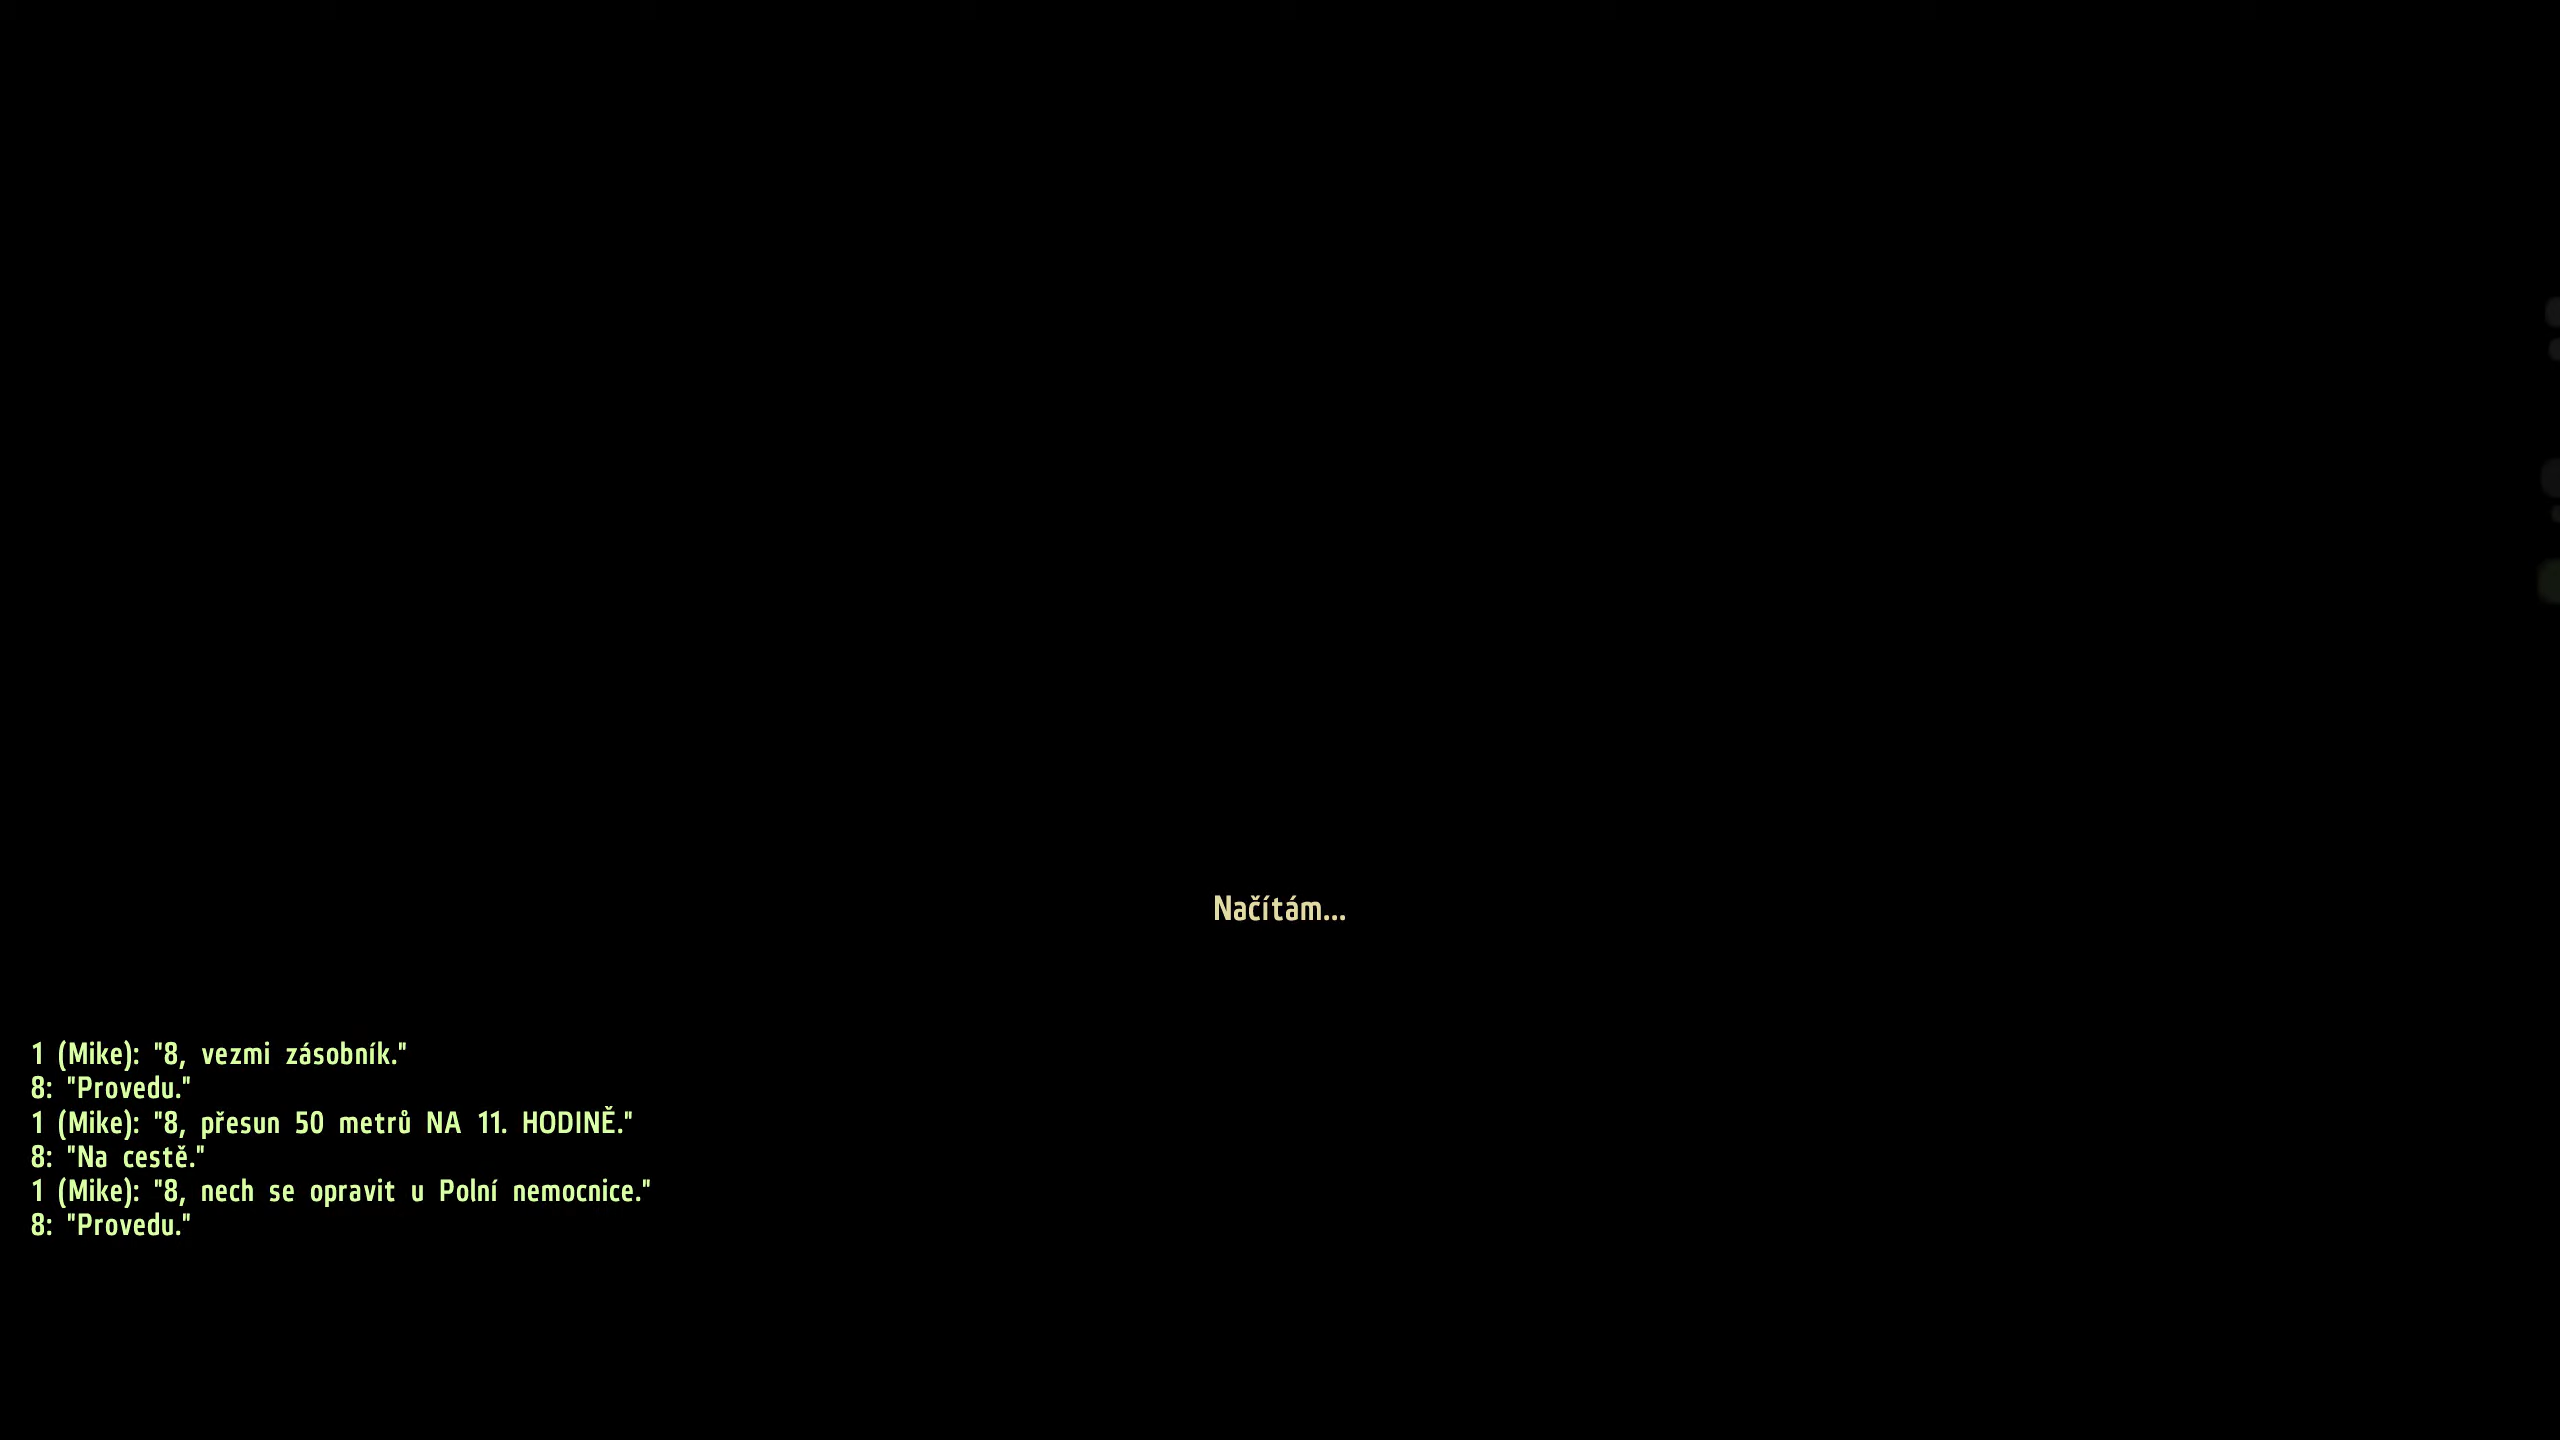 Načítám...
1 (Mike): "8, vezmi zásobník."
8: "Provedu."
1 (Mike): "8, přesun 50 metrů NA 11. HODINĚ."
8: "Na cestě."
1 (Mike): "8, nech se opravit u Polní nemocnice."
8: "Provedu."